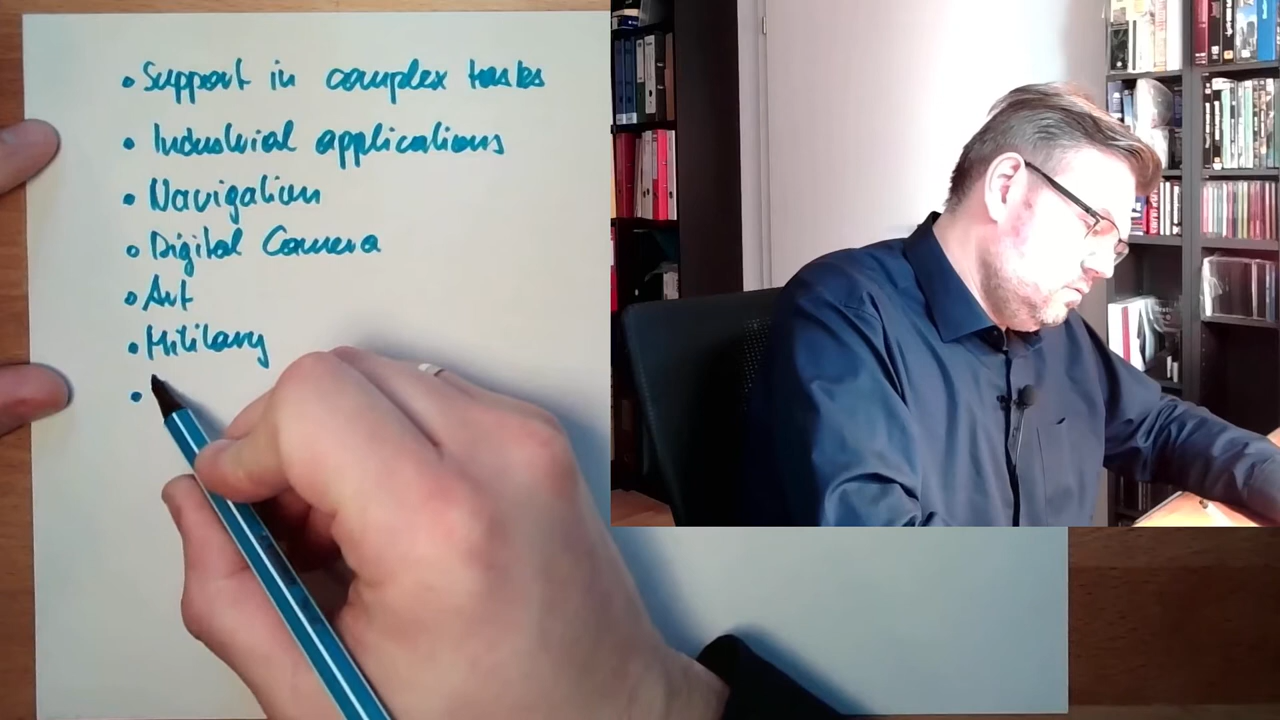 • Support in complex tasks
• Industrial applications
• Navigation
• Digital Camera
• Art
• Military
•